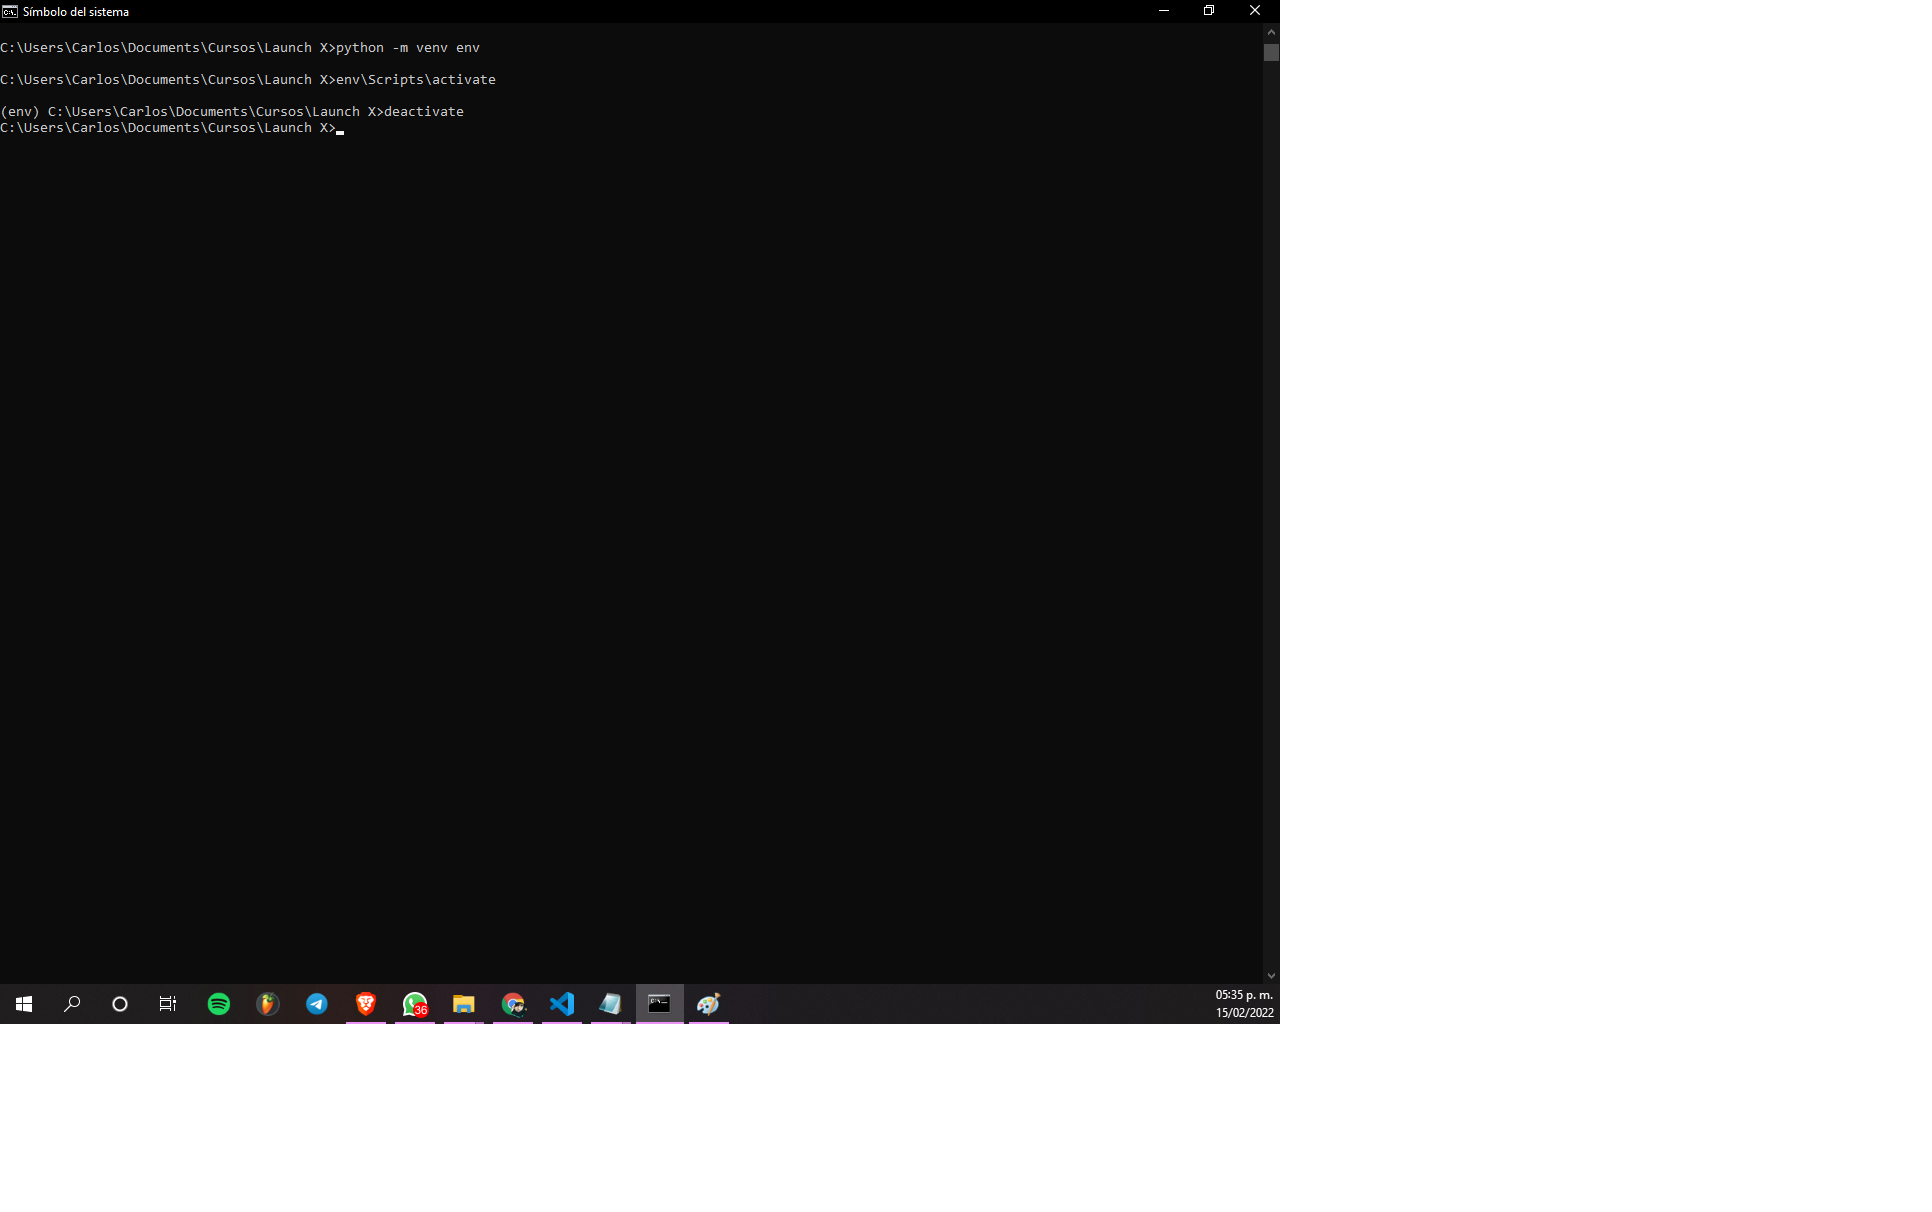 Símbolo del sistema
C:\Users\Carlos\Documents\Cursos\Launch X>python -m venv env
C:\Users\Carlos\Documents\Cursos\Launch X>env\Scripts\activate
(env) C:\Users\Carlos\Documents\Cursos\Launch X>deactivate
C:\Users\Carlos\Documents\Cursos\Launch X>
36
05:35 p. m.
15/02/2022